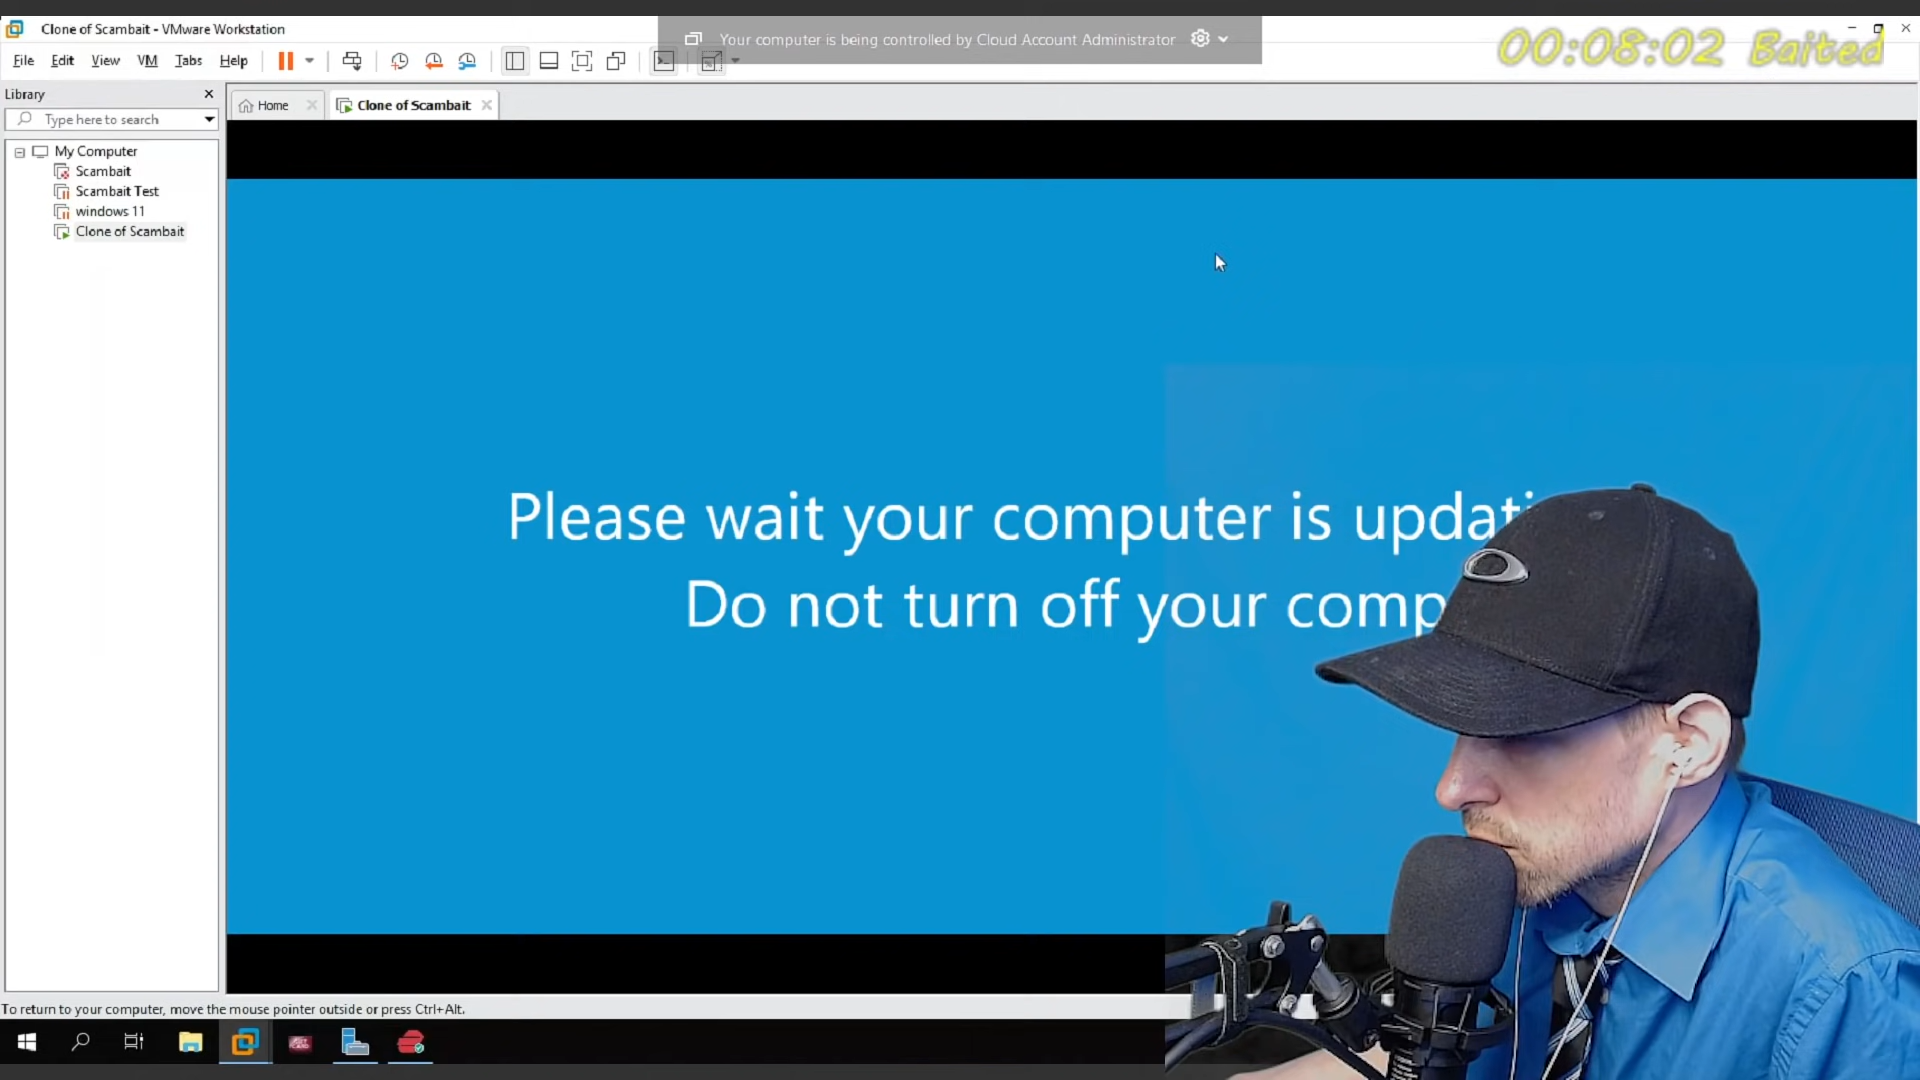 Clone of Scambait - VMware Workstation
Your computer is being controlled by Cloud Account Administrator
00:08:02 Baited
File Edit View VM Tabs Help
Library
Home
Clone of Scambait
Type here to search
My Computer
Scambait
Scambait Test
windows 11
Clone of Scambait
Please wait your computer is updati
Do not turn off your comp
To return to your computer, move the mouse pointer outside or press Ctrl+Alt.